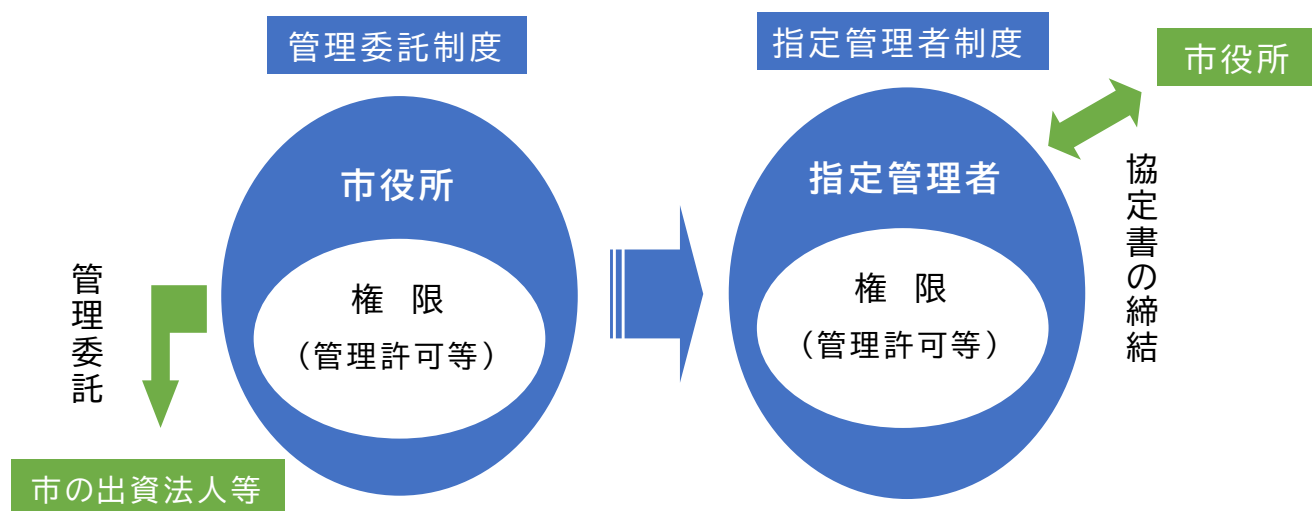 管理委託制度
市役所
権 限
（管理許可等）
管理委託
市の出資法人等
指定管理者制度
市役所
指定管理者
権 限
（管理許可等）
協定書の締結